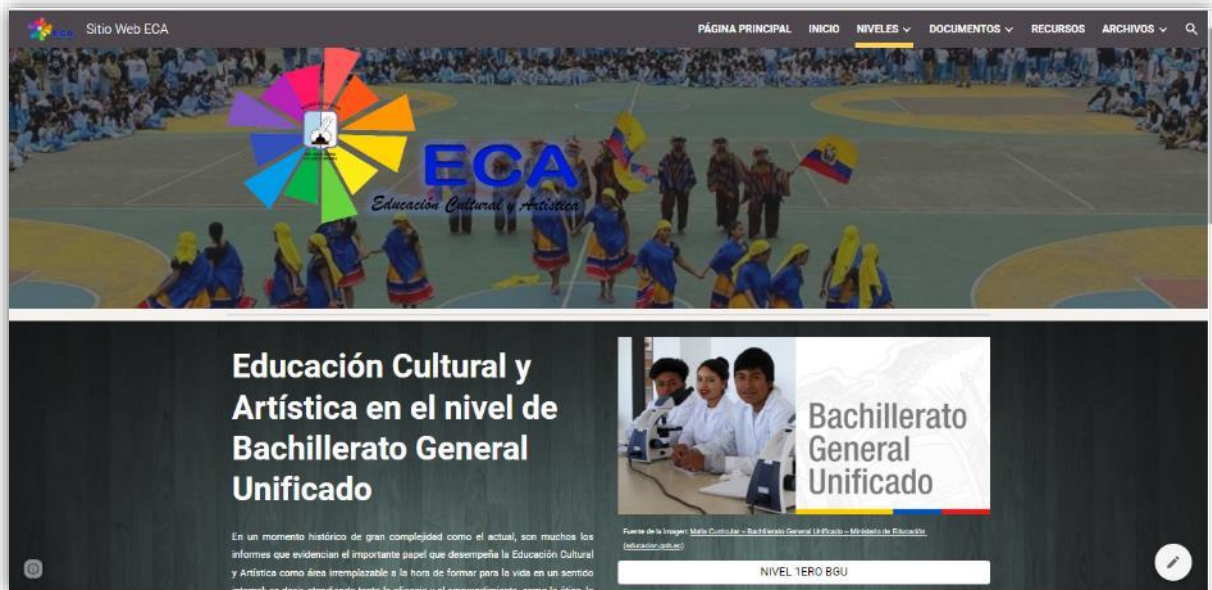 Sitio Web ECA
PÁGINA PRINCIPAL INICIO NIVELES DOCUMENTOS RECURSOS ARCHIVOS
ECA
Educación Cultural y Artística
Educación Cultural y
Artística en el nivel de
Bachillerato General
Unificado
En un momento histórico de gran complejidad como el actual, son muchos los
informes que evidencian el importante papel que desempeña la Educación Cultural
y Artística como área irremplazable a la hora de formar para la vida en un sentido
Bachillerato
General
Unificado
Fuente de la Imagen: Malla Curricular – Bachillerato General Unificado – Ministerio de Educación
(educacion.gob.ec)
NIVEL 1ERO BGU